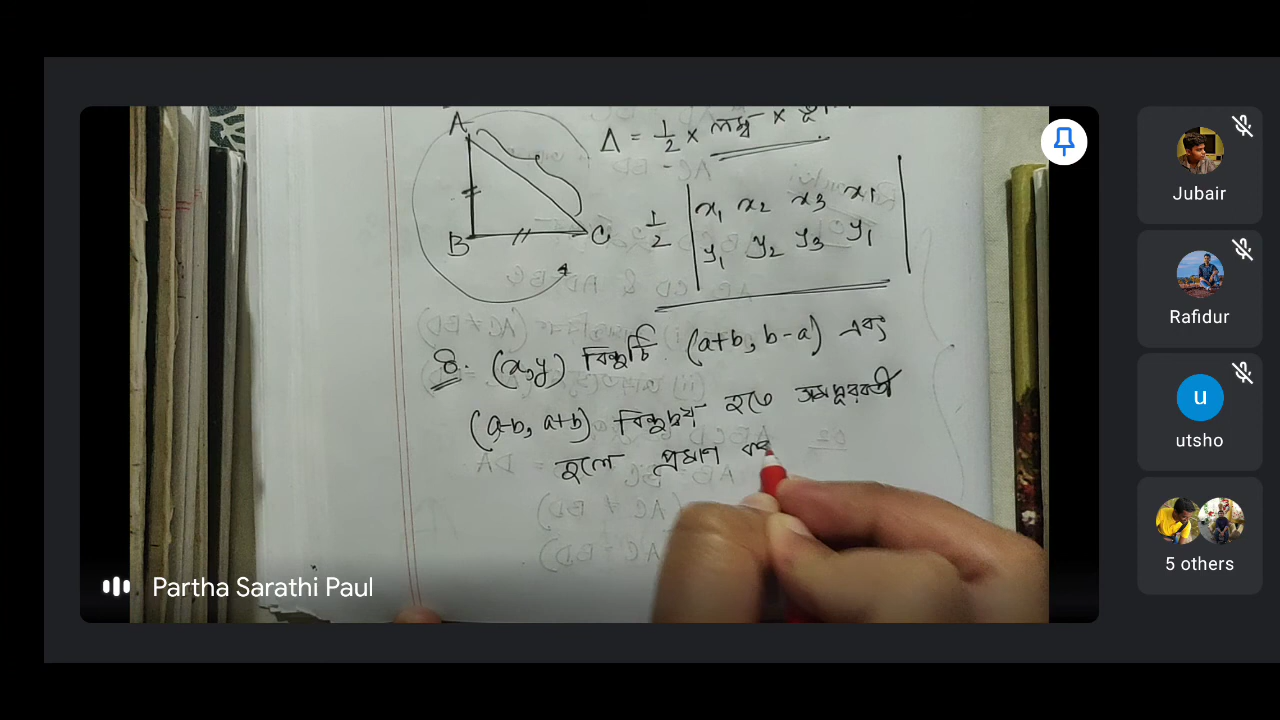 A
Δ = 1/2 × লম্ব ×
B C
1/2 | x₁ x₂ x₃ x₁ |
| y₁ y₂ y₃ y₁ |
8. (x,y) বিন্দুটি (a+b, b-a) এবং
(a-b, a+b) বিন্দুদ্বয় হতে সমদূরবর্তী
হলে প্রমাণ কর
Partha Sarathi Paul
Jubair
Rafidur
u
utsho
5 others